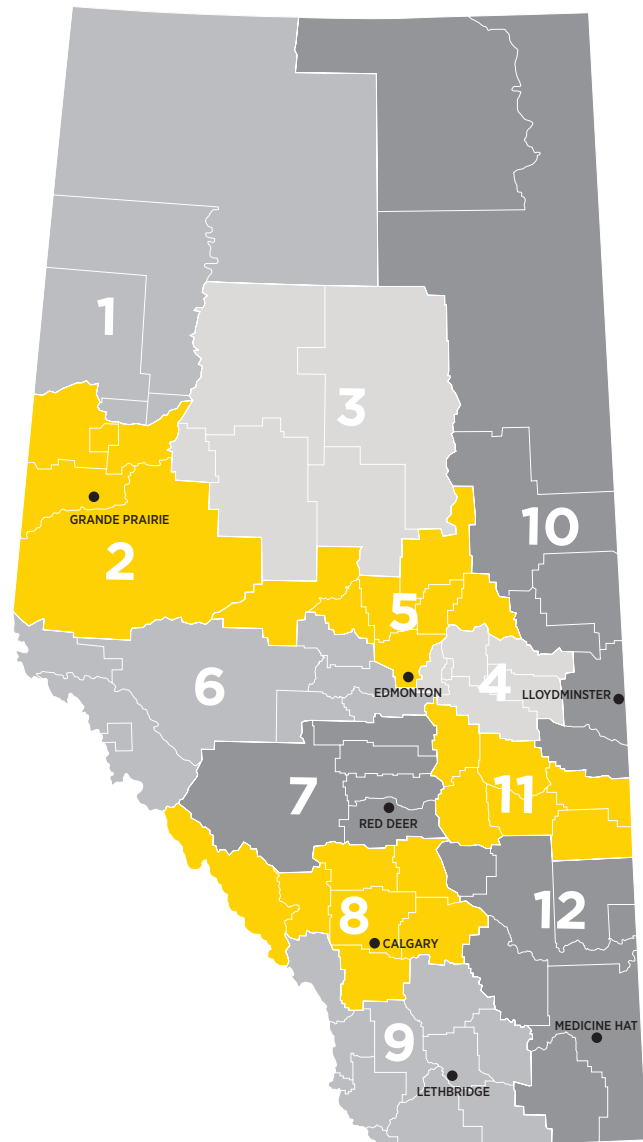 1
3
GRANDE PRAIRIE
10
2
5
6
EDMONTON
4
LLOYDMINSTER
7
11
RED DEER
8
12
CALGARY
MEDICINE HAT
9
LETHBRIDGE